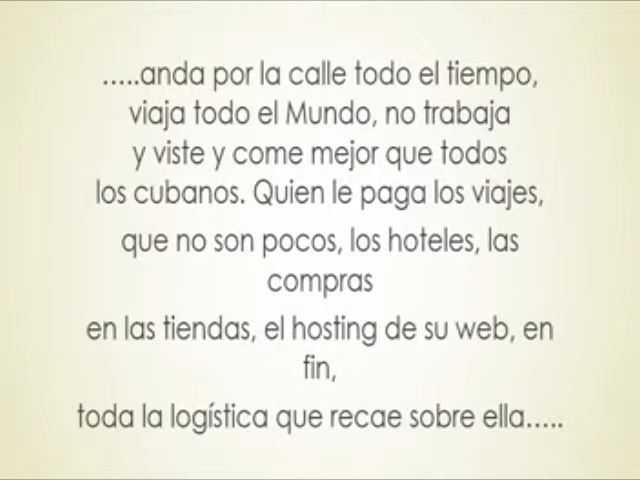 .....anda por la calle todo el tiempo,
viaja todo el Mundo, no trabaja
y viste y come mejor que todos
los cubanos. Quien le paga los viajes,
que no son pocos, los hoteles, las
compras
en las tiendas, el hosting de su web, en
fin,
toda la logística que recae sobre ella.....